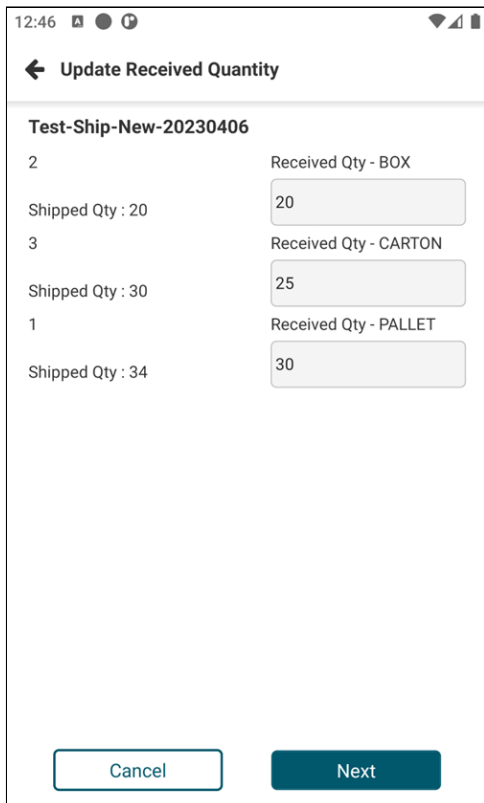 12:46
Update Received Quantity
Test-Ship-New-20230406
2 Received Qty - BOX
Shipped Qty : 20 20
3 Received Qty - CARTON
Shipped Qty : 30 25
1 Received Qty - PALLET
Shipped Qty : 34 30
Cancel Next